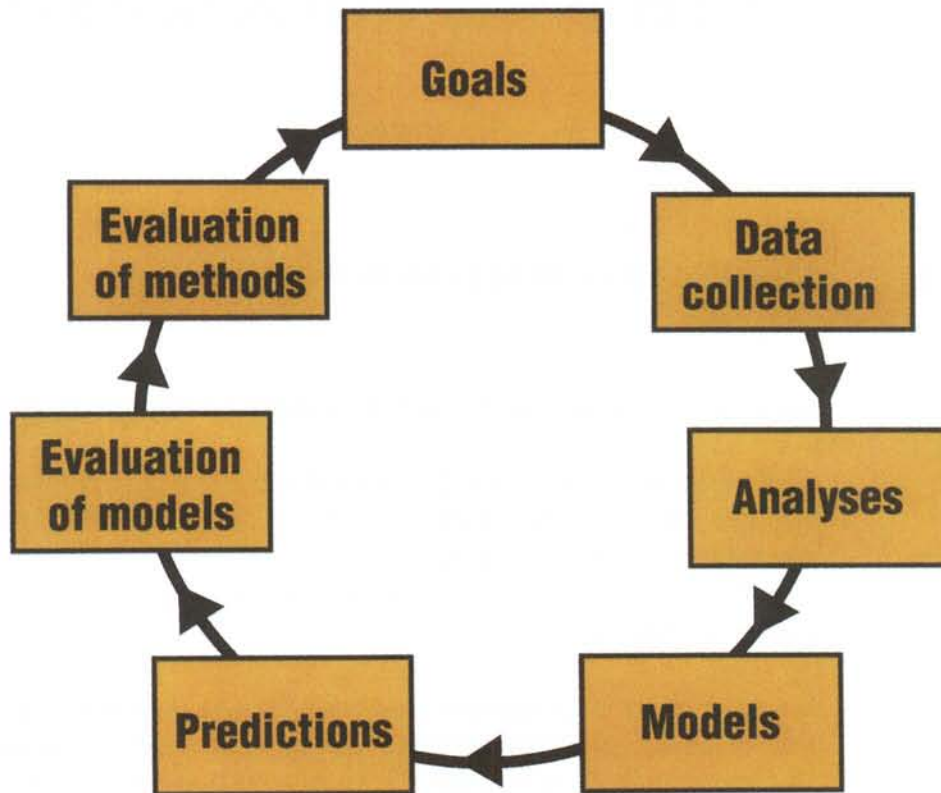 Goals
Data
collection
Analyses
Models
Predictions
Evaluation
of models
Evaluation
of methods